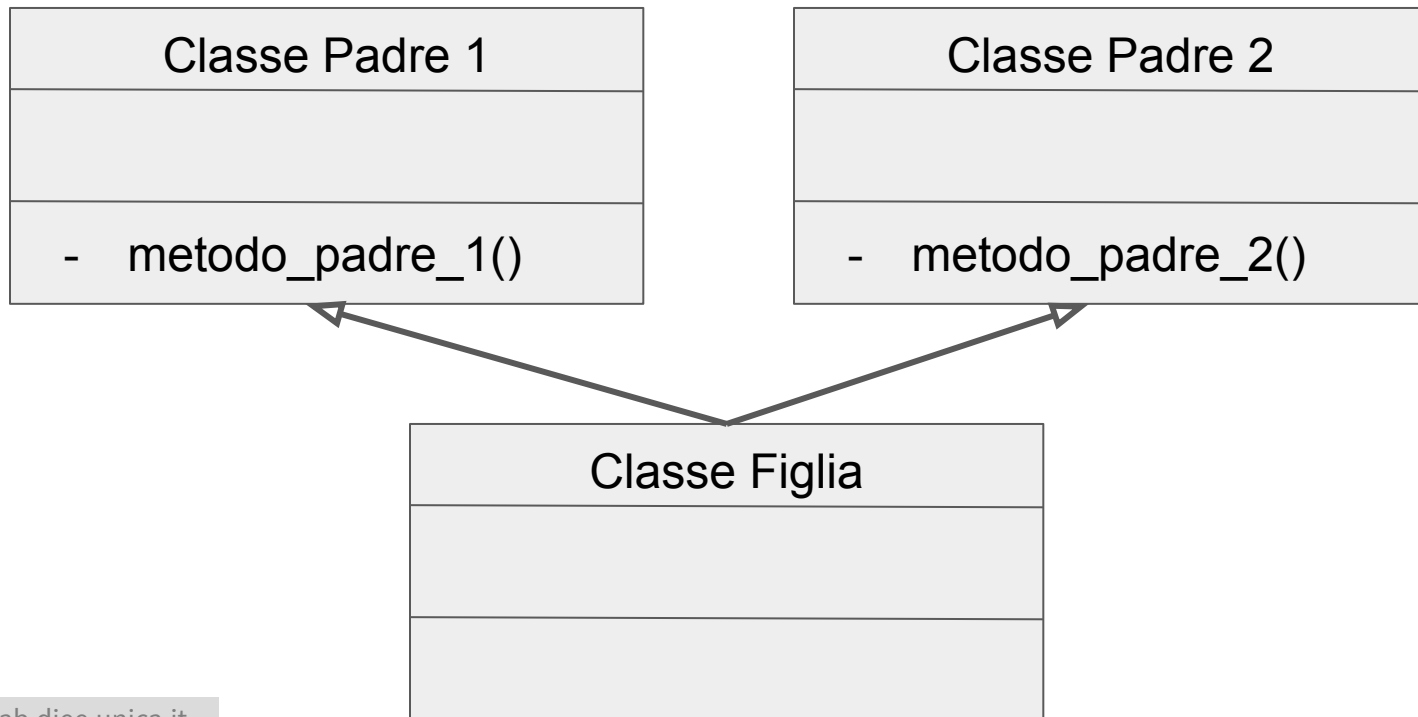 Classe Padre 1
Classe Padre 2
- metodo_padre_1()
- metodo_padre_2()
Classe Figlia